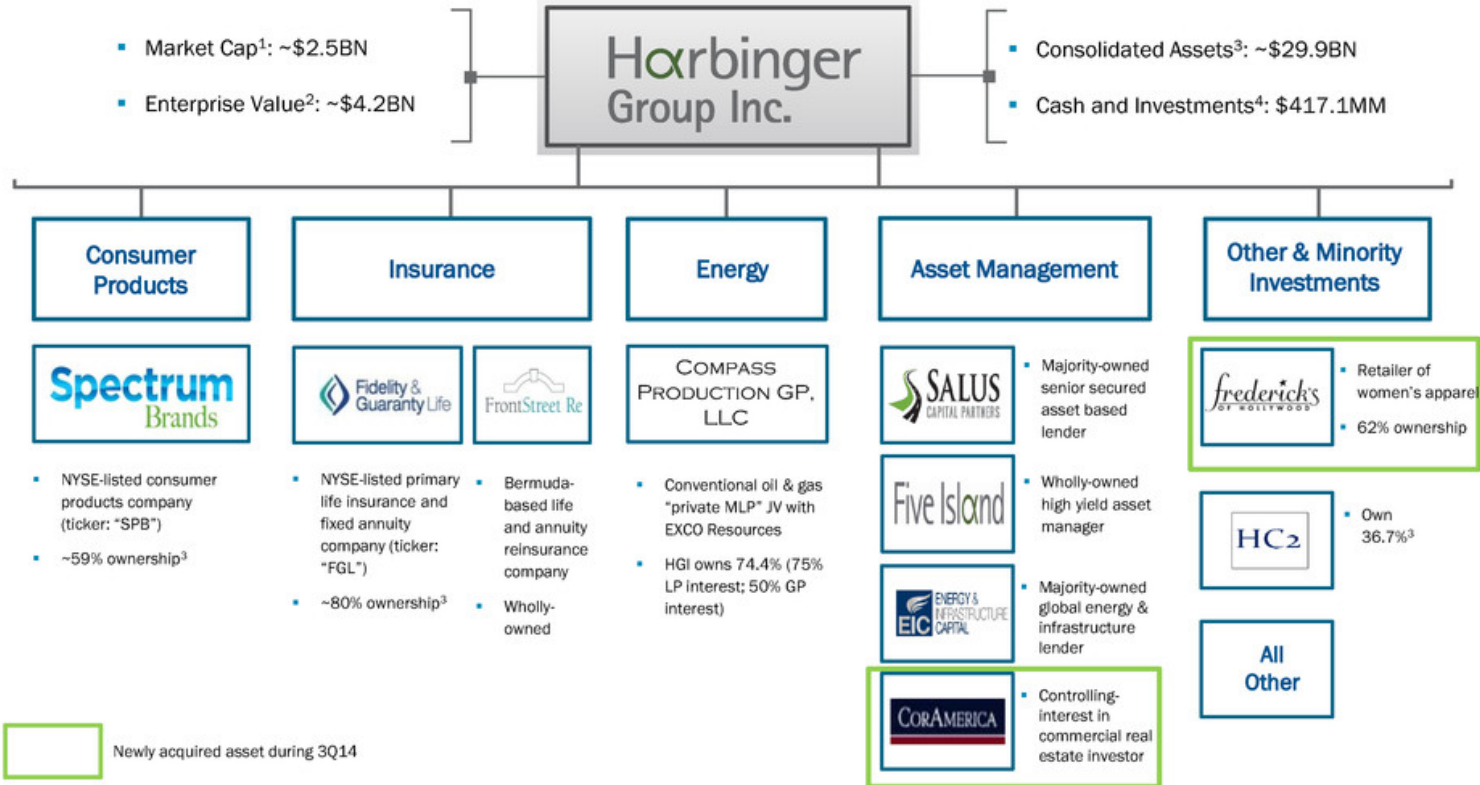 ▪ Market Cap¹: ~$2.5BN
▪ Enterprise Value²: ~$4.2BN
Harbinger
Group Inc.
▪ Consolidated Assets³: ~$29.9BN
▪ Cash and Investments⁴: $417.1MM
Consumer
Products
Spectrum
Brands
▪ NYSE-listed consumer
products company
(ticker: “SPB”)
▪ ~59% ownership³
Insurance
Fidelity &
Guaranty Life
▪ NYSE-listed primary
life insurance and
fixed annuity
company (ticker:
“FGL”)
▪ ~80% ownership³
FrontStreet Re
▪ Bermuda-
based life
and annuity
reinsurance
company
▪ Wholly-
owned
Energy
COMPASS
PRODUCTION GP,
LLC
▪ Conventional oil & gas
“private MLP” JV with
EXCO Resources
▪ HGI owns 74.4% (75%
LP interest; 50% GP
interest)
Asset Management
SALUS
CAPITAL PARTNERS
▪ Majority-owned
senior secured
asset based
lender
Five Island
▪ Wholly-owned
high yield asset
manager
EIC
ENERGY &
INFRASTRUCTURE
CAPITAL
▪ Majority-owned
global energy &
infrastructure
lender
CORAMERICA
▪ Controlling-
interest in
commercial real
estate investor
Other & Minority
Investments
frederick's
OF HOLLYWOOD
▪ Retailer of
women’s apparel
▪ 62% ownership
HC2
▪ Own
36.7%³
All
Other
Newly acquired asset during 3Q14